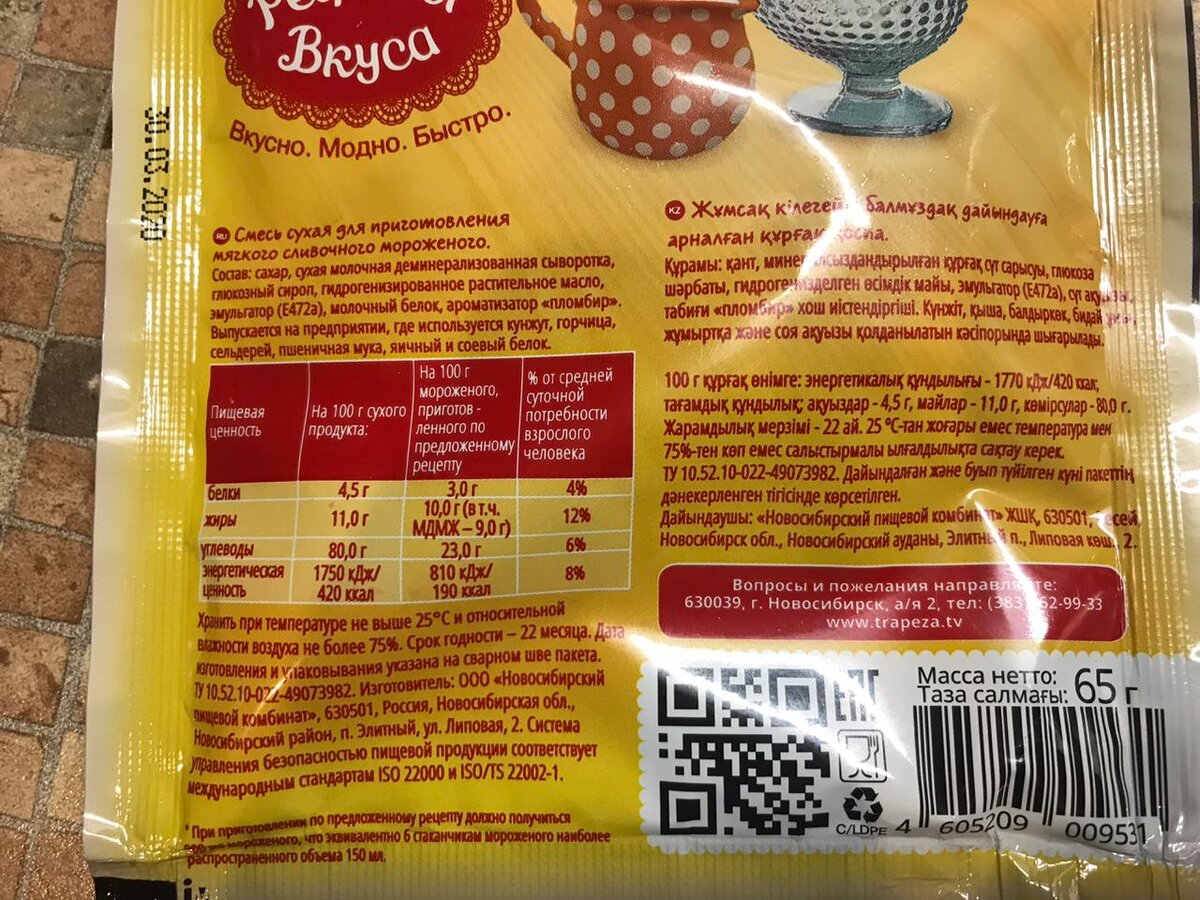 Вкуса
Вкусно. Модно. Быстро.
30.03.2020
RU Смесь сухая для приготовления
мягкого сливочного мороженого.
Состав: сахар, сухая молочная деминерализованная сыворотка,
глюкозный сироп, гидрогенизированное растительное масло,
эмульгатор (Е472а), молочный белок, ароматизатор «пломбир».
Выпускается на предприятии, где используется кунжут, горчица,
сельдерей, пшеничная мука, яичный и соевый белок.
Пищевая ценность
На 100 г сухого продукта:
На 100 г мороженого, приготов - ленного по предложенному рецепту
% от средней суточной потребности взрослого человека
белки 4,5 г 3,0 г 4%
жиры 11,0 г 10,0 г (в т.ч. МДМЖ – 9,0 г) 12%
углеводы 80,0 г 23,0 г 6%
энергетическая ценность 1750 кДж/ 420 ккал 810 кДж/ 190 ккал 8%
Хранить при температуре не выше 25°С и относительной
влажности воздуха не более 75%. Срок годности – 22 месяца. Дата
изготовления и упаковывания указана на сварном шве пакета.
ТУ 10.52.10-022-49073982. Изготовитель: ООО «Новосибирский
пищевой комбинат», 630501, Россия, Новосибирская обл.,
Новосибирский район, п. Элитный, ул. Липовая, 2. Система
управления безопасностью пищевой продукции соответствует
международным стандартам ISO 22000 и ISO/TS 22002-1.
* При приготовлении по предложенному рецепту должно получиться
мороженого, что эквивалентно 6 стаканчикам мороженого наиболее
распространенного объема 150 мл.
KZ Жұмсақ кілегей балмұздақ дайындауға
арналған құрғақ қоспа.
Құрамы: қант, құрғақ сүт сарысуы, глюкоза
шәрбаты, гидрогенизделген өсімдік майы, эмульгатор (Е472а), сүт
табиғи «пломбир» хош иістендіргіші. Күнжіт, қыша, балдыркөк, бидай
жұмыртқа және соя ақуызы қолданылатын кәсіпорында шығарылады.
100 г құрғақ өнімге: энергетикалық құндылығы - 1770 кДж/420 ккал;
тағамдық құндылық: ақуыздар - 4,5 г, майлар - 11,0 г, көмірсулар - 80,0 г.
Жарамдылық мерзімі - 22 ай. 25 °С-тан жоғары емес температура мен
75%-тен көп емес салыстырмалы ылғалдылықта сақтау керек.
ТУ 10.52.10-022-49073982. Дайындалған және буып түйілген күні пакеттің
дәнекерленген тігісінде көрсетілген.
Дайындаушы: «Новосибирский пищевой комбинат» ЖШҚ, 630501,
Новосибирск обл., Новосибирский ауданы, Элитный п., Липовая көш. 2.
Вопросы и пожелания направляйте:
630039, г. Новосибирск, а/я 2, тел: (383) 62-99-33
www.trapeza.tv
Масса нетто:
Таза салмағы: 65 г
C/LDPE
4 605209 009531